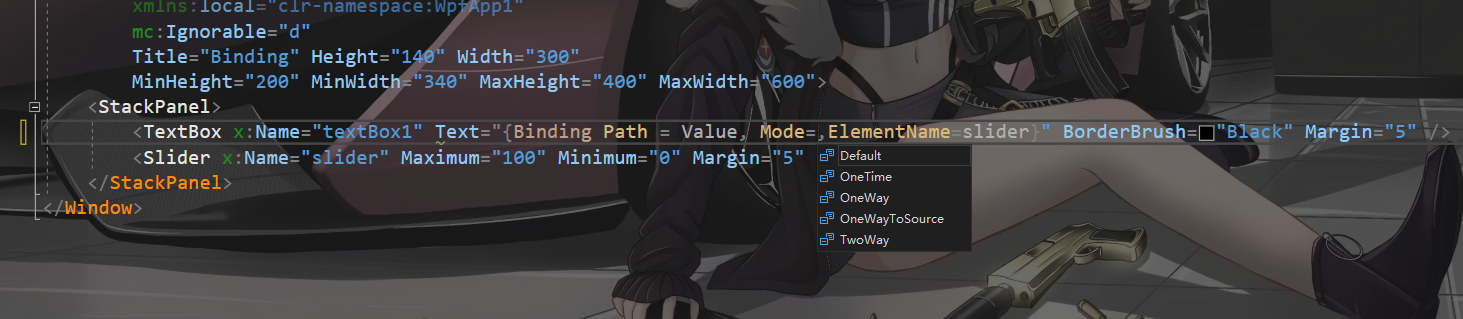 xmlns:local="clr-namespace:WpfApp1"
mc:Ignorable="d"
Title="Binding" Height="140" Width="300"
MinHeight="200" MinWidth="340" MaxHeight="400" MaxWidth="600">
<StackPanel>
<TextBox x:Name="textBox1" Text="{Binding Path = Value, Mode=,ElementName=slider}" BorderBrush="Black" Margin="5" />
<Slider x:Name="slider" Maximum="100" Minimum="0" Margin="5"
</StackPanel>
</Window>
Default
OneTime
OneWay
OneWayToSource
TwoWay